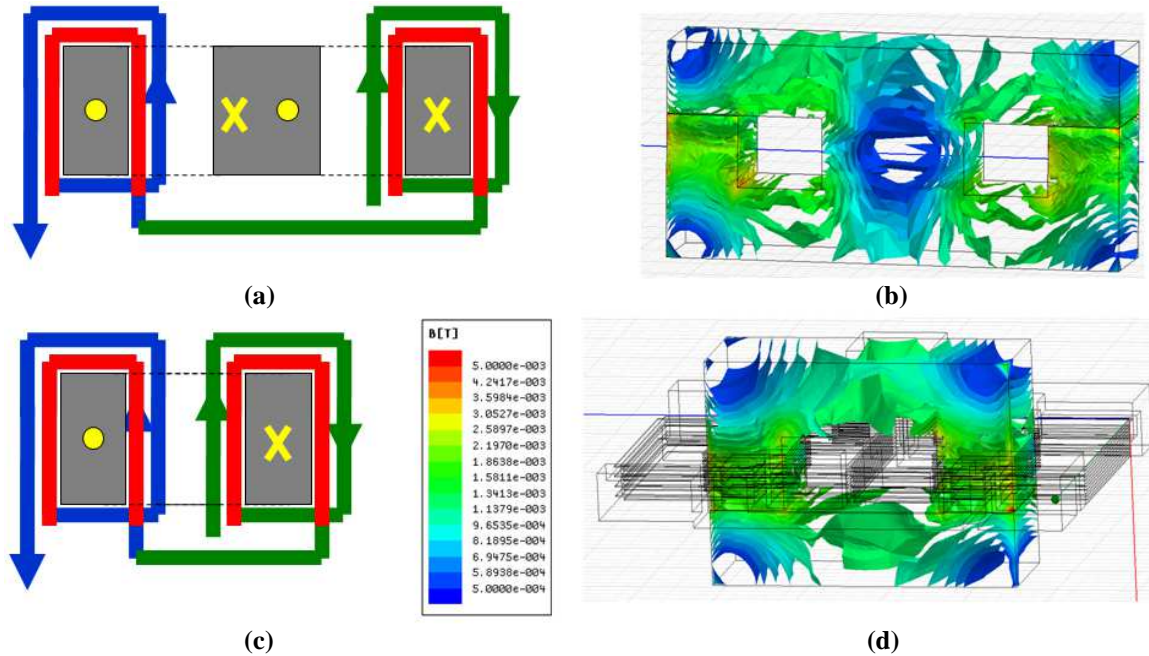 X
X
(a)
(b)
X
B[T]
5.0000e-003
4.2417e-003
3.5984e-003
3.0527e-003
2.5897e-003
2.1970e-003
1.8638e-003
1.5811e-003
1.3413e-003
1.1379e-003
9.6535e-004
8.1895e-004
6.9475e-004
5.8938e-004
5.0000e-004
(c)
(d)